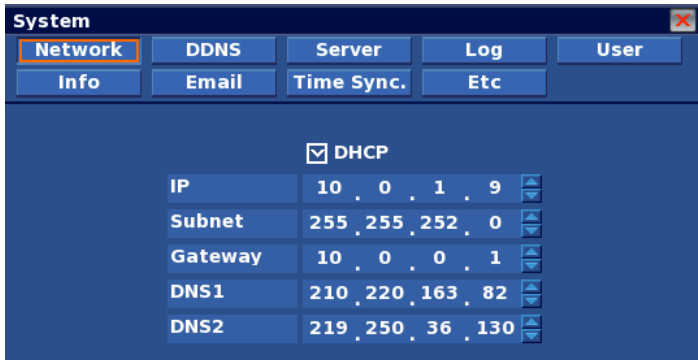 System
Network DDNS Server Log User
Info Email Time Sync. Etc
DHCP
IP 10 . 0 . 1 . 9
Subnet 255 . 255 . 252 . 0
Gateway 10 . 0 . 0 . 1
DNS1 210 . 220 . 163 . 82
DNS2 219 . 250 . 36 . 130